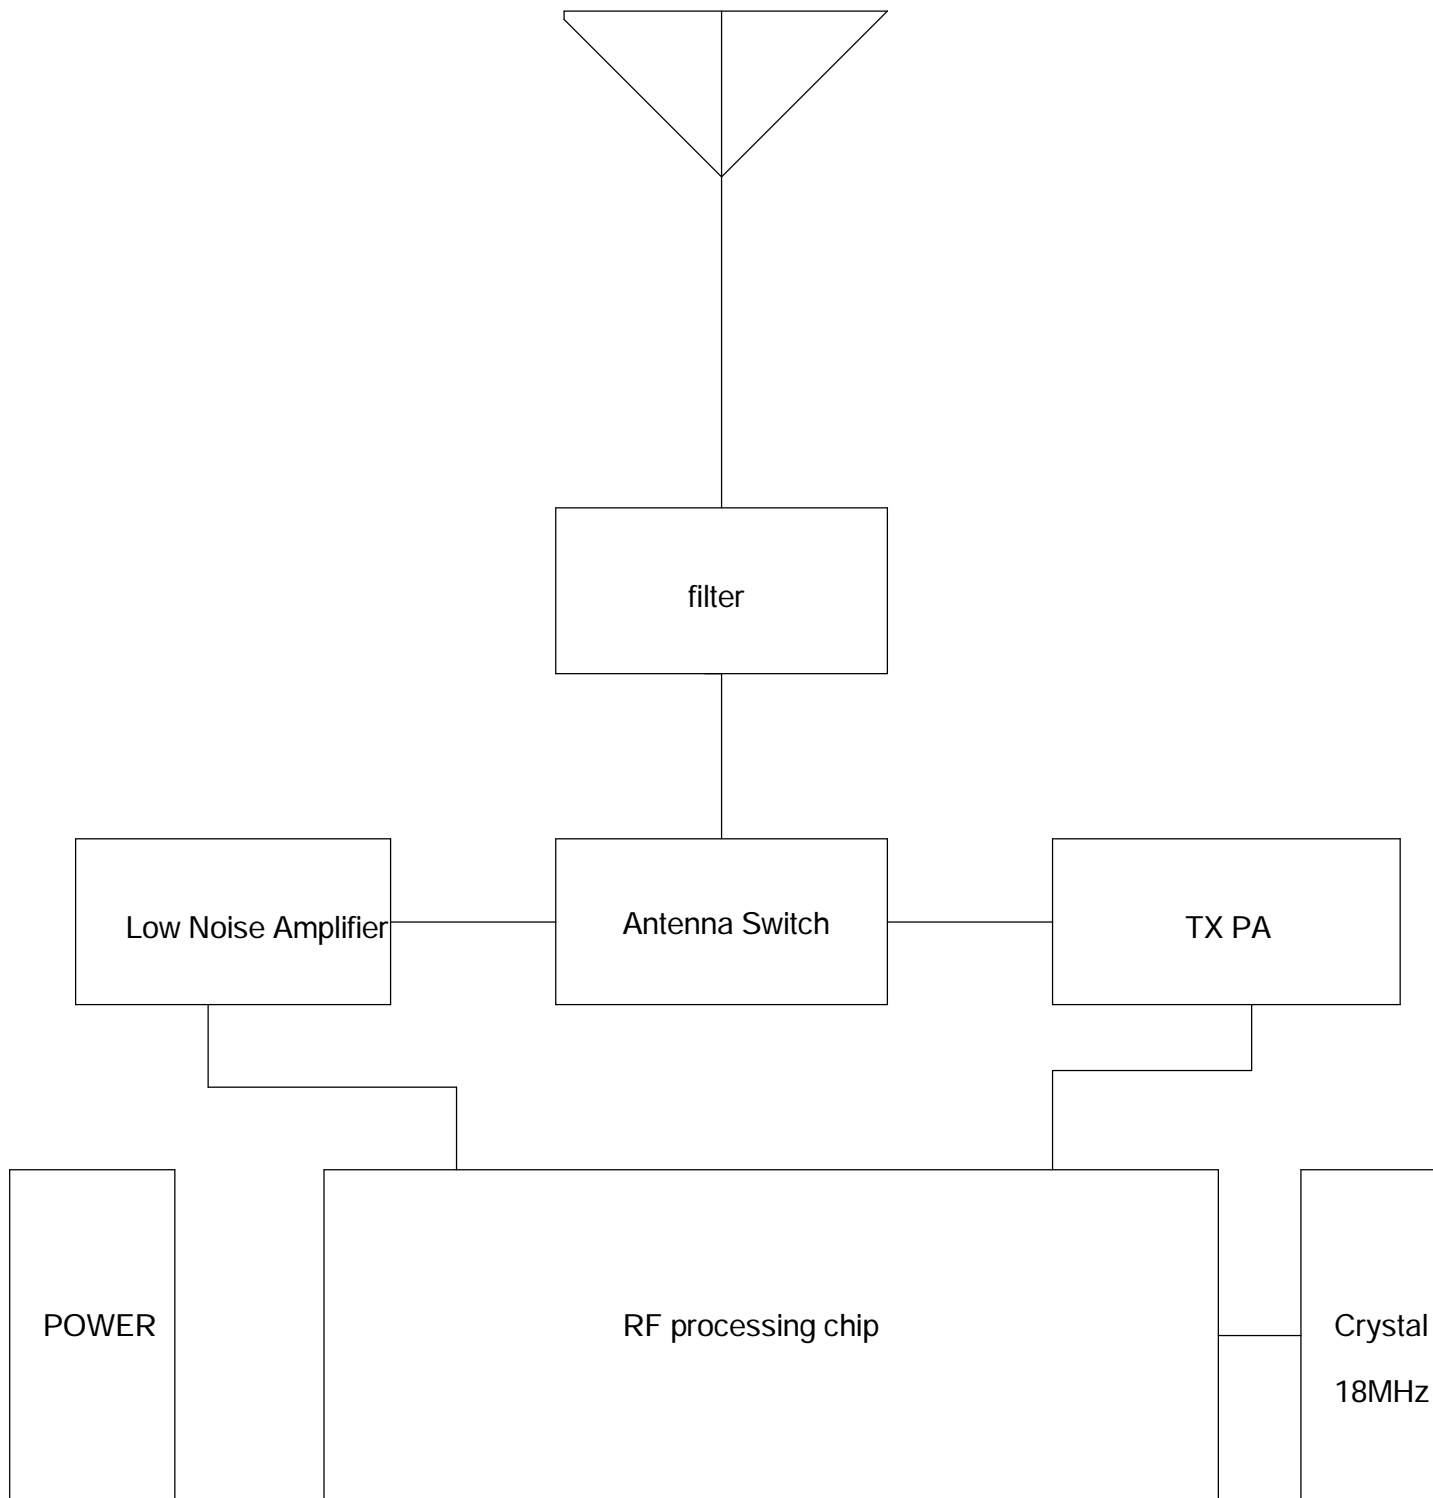 filter
Low Noise Amplifier
Antenna Switch
TX PA
POWER
RF processing chip
Crystal
18MHz